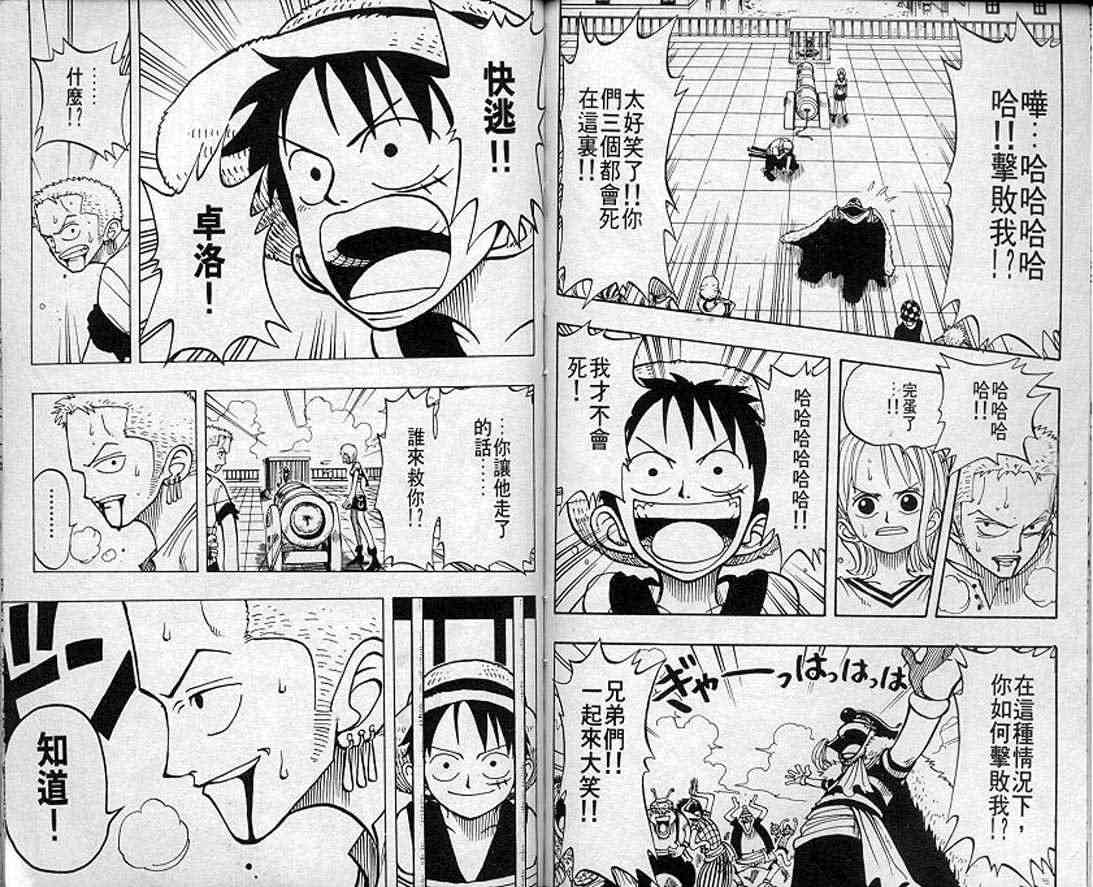 嘩⋯哈哈哈哈
哈!!擊敗我?!
太好笑了!!你
們三個都會死
在這裏!!
哈哈哈
哈!!
完蛋了
⋯!!
哈哈哈哈哈哈!!
我才不會
死!
在這種情況下，
你如何擊敗我!?
ぎゃーっはっはっは
兄弟們!!
一起來大笑!!
快逃!!
卓洛!
⋯⋯
什麼!?
⋯你讓他走了
的話⋯⋯
誰來救你!?
⋯⋯⋯
ドン
知道!